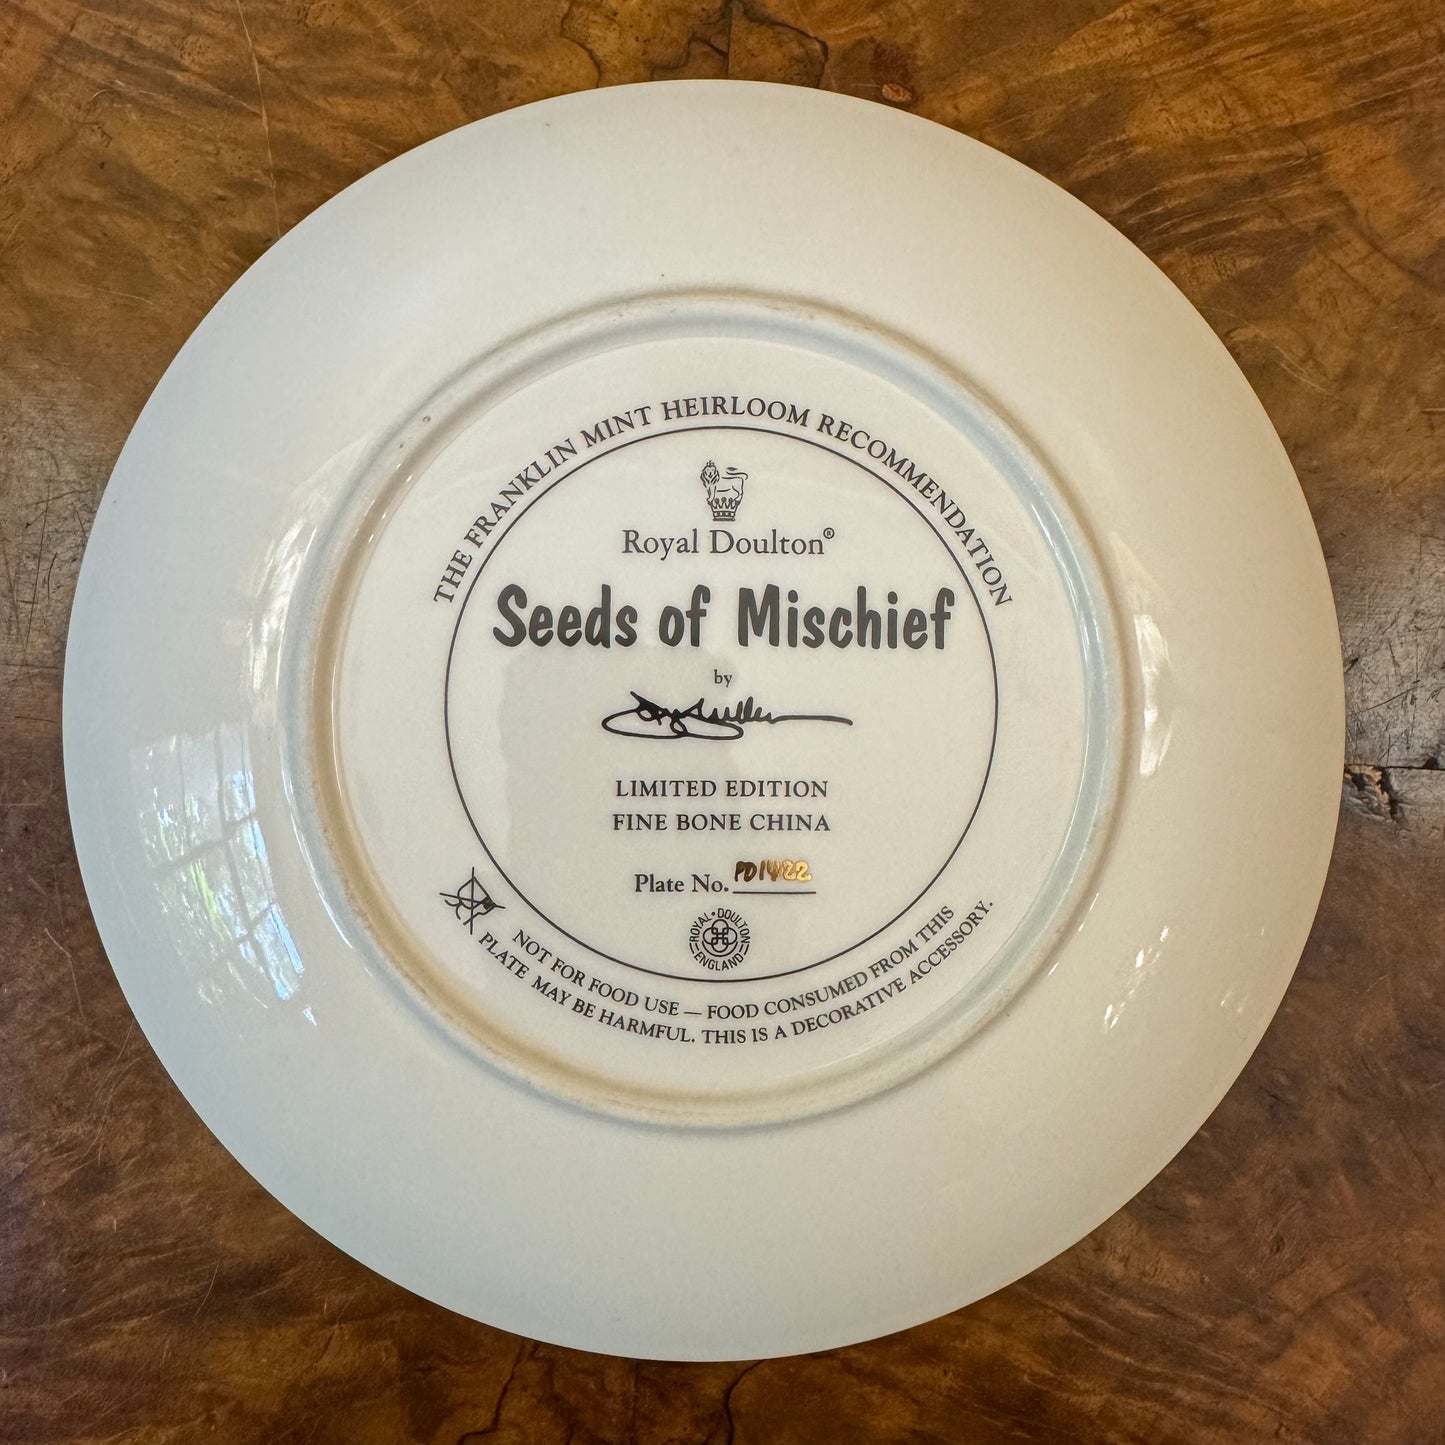 THE FRANKLIN MINT HEIRLOOM RECOMMENDATION
Royal Doulton®
Seeds of Mischief
by
LIMITED EDITION
FINE BONE CHINA
Plate No. PD1422
ROYAL • DOULTON
ENGLAND
NOT FOR FOOD USE — FOOD CONSUMED FROM THIS
PLATE MAY BE HARMFUL. THIS IS A DECORATIVE ACCESSORY.